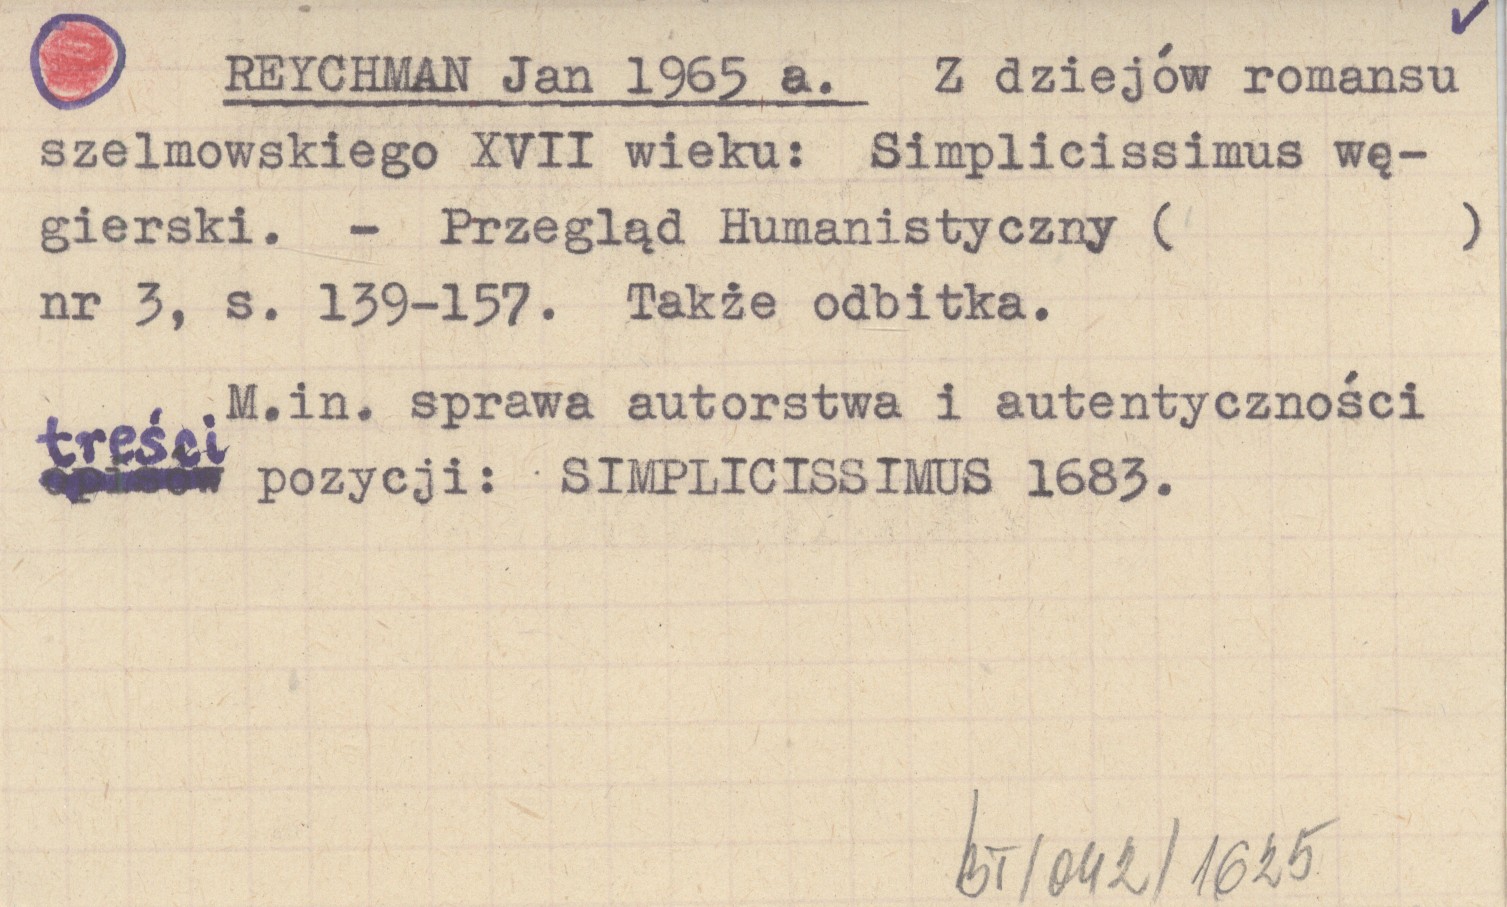 REYCHMAN Jan 1965 a. Z dziejów romansu
szelmowskiego XVII wieku: Simplicissimus wę-
gierski. - Przegląd Humanistyczny ( )
nr 3, s. 139-157. Także odbitka.
M.in. sprawa autorstwa i autentyczności
treści
opisów pozycji: SIMPLICISSIMUS 1683.
BT/042/1625